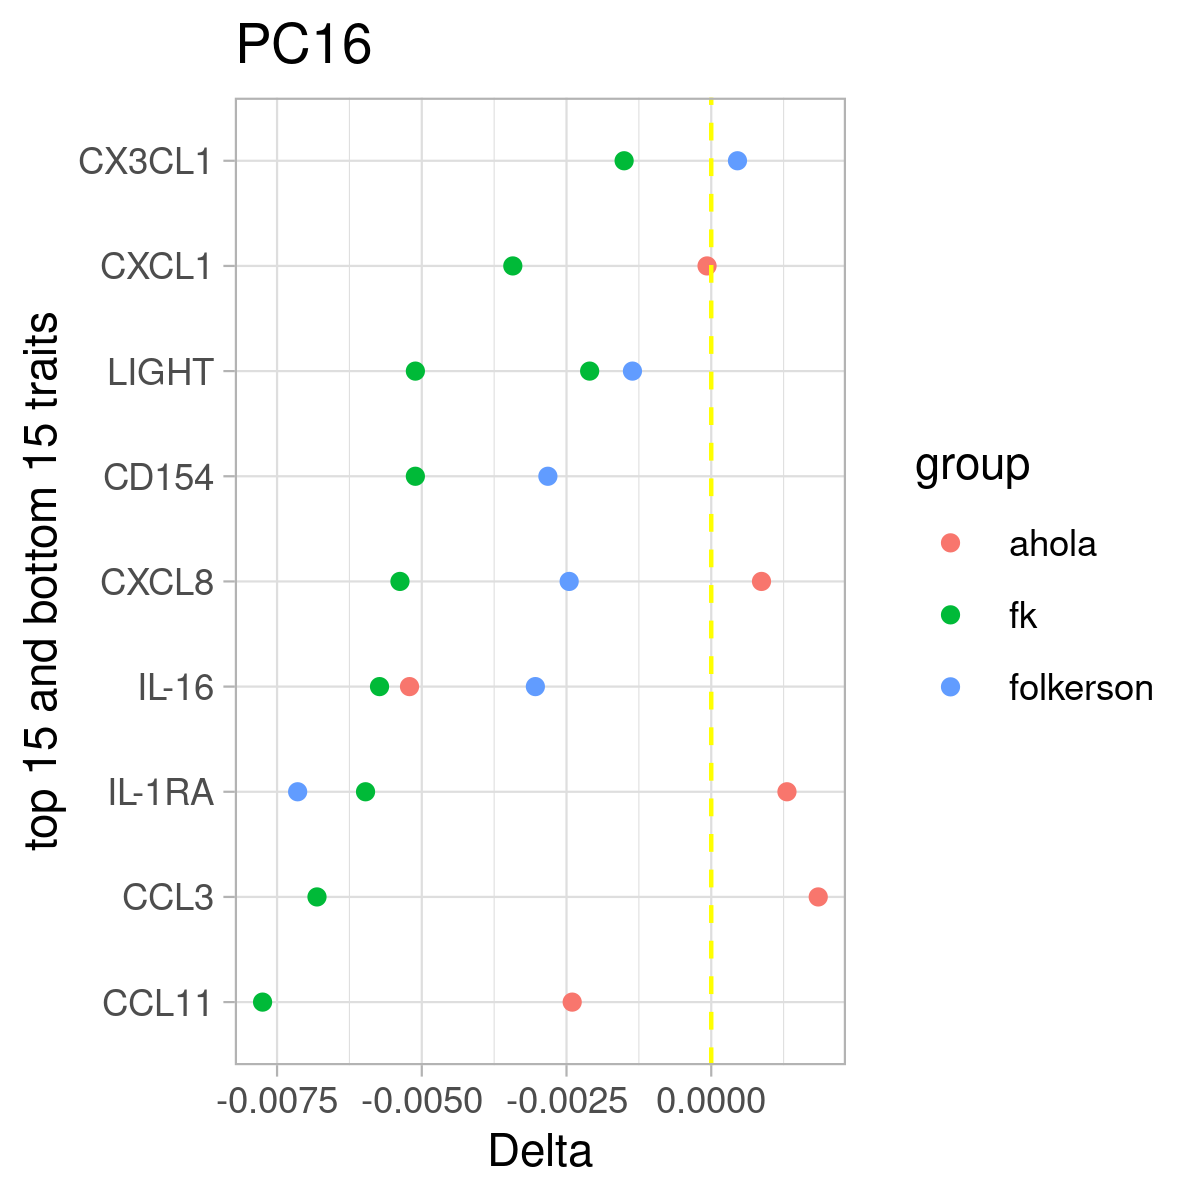 PC16
CX3CL1
CXCL1
LIGHT
CD154
CXCL8
IL-16
IL-1RA
CCL3
CCL11
top 15 and bottom 15 traits
-0.0075 -0.0050 -0.0025 0.0000
Delta
group
ahola
fk
folkerson